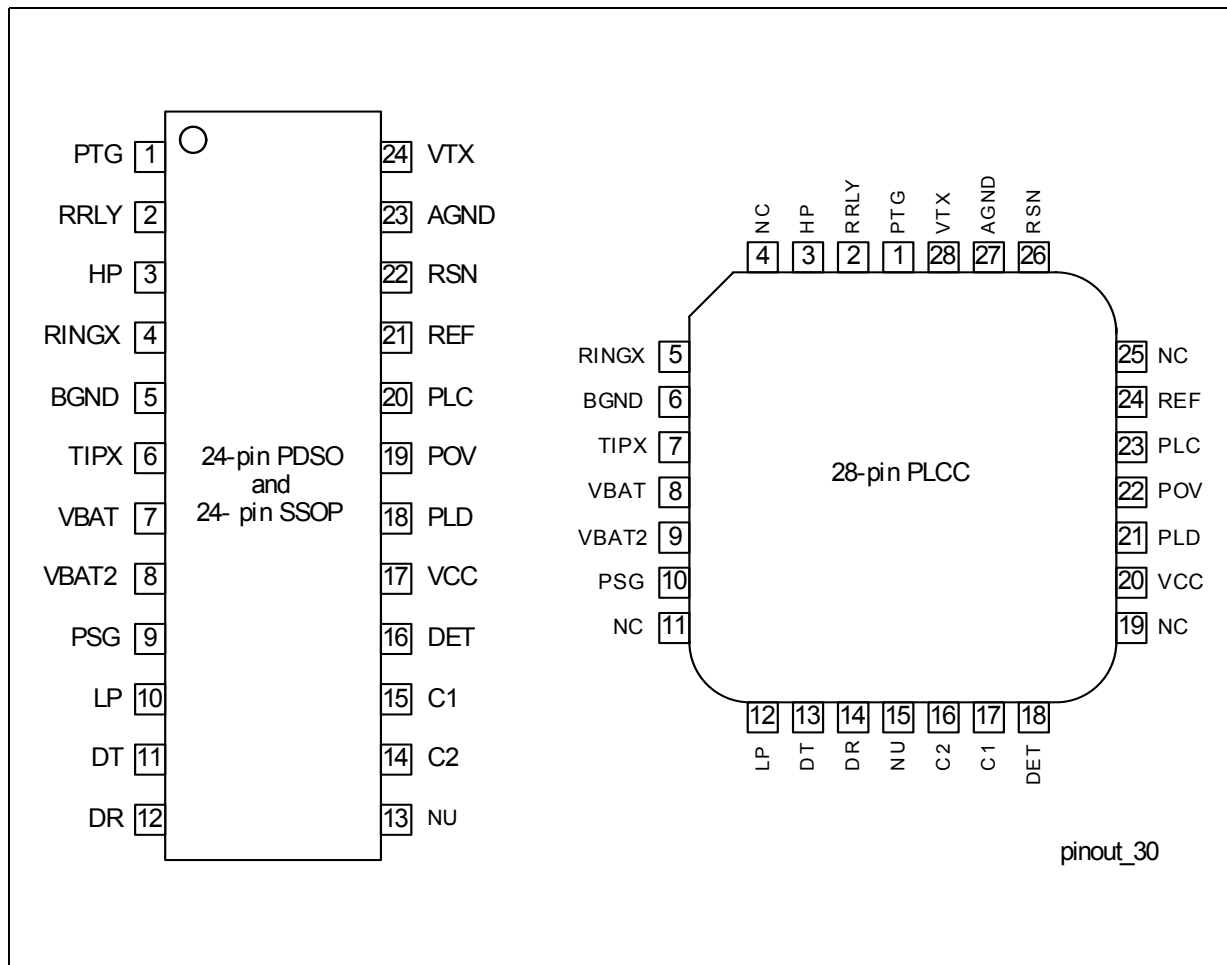 PTG 1
RRLY 2
HP 3
RINGX 4
BGND 5
TIPX 6
VBAT 7
VBAT2 8
PSG 9
LP 10
DT 11
DR 12
24-pin PDSO
and
24- pin SSOP
24 VTX
23 AGND
22 RSN
21 REF
20 PLC
19 POV
18 PLD
17 VCC
16 DET
15 C1
14 C2
13 NU
NC HP RRLY PTG VTX AGND RSN
4 3 2 1 28 27 26
RINGX 5
BGND 6
TIPX 7
VBAT 8
VBAT2 9
PSG 10
NC 11
28-pin PLCC
25 NC
24 REF
23 PLC
22 POV
21 PLD
20 VCC
19 NC
12 13 14 15 16 17 18
LP DT DR NU C2 C1 DET
pinout_30